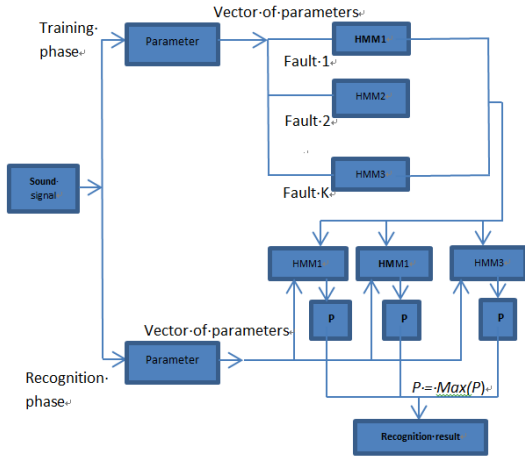 Vector of parameters
Training
phase
Parameter
HMM1
Fault 1
HMM2
Fault 2
HMM3
Fault K
Sound
signal
HMM1
HMM1
HMM3
P
P
P
Vector of parameters
Parameter
Recognition
phase
P = Max(P)
Recognition result